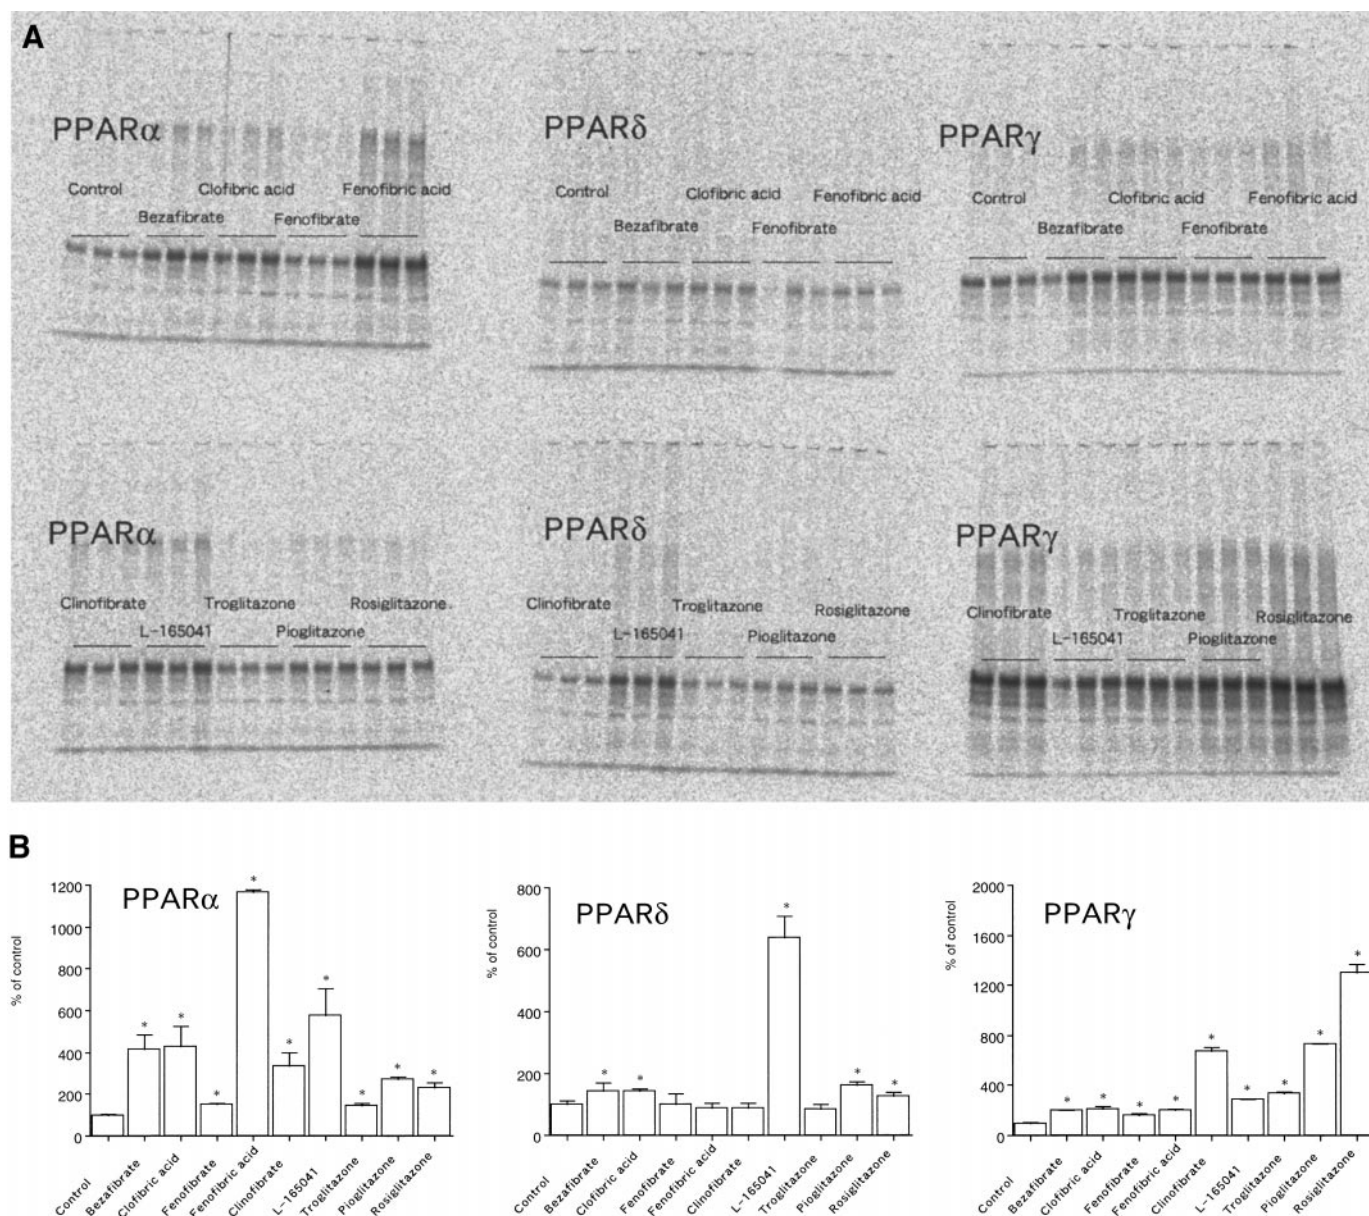 A
PPARα
Control
Clofibric acid
Fenofibric acid
Bezafibrate
Fenofibrate
PPARδ
Control
Clofibric acid
Fenofibric acid
Bezafibrate
Fenofibrate
PPARγ
Control
Clofibric acid
Fenofibric acid
Bezafibrate
Fenofibrate
PPARα
Clinofibrate
Troglitazone
Rosiglitazone
L-165041
Pioglitazone
PPARδ
Clinofibrate
Troglitazone
Rosiglitazone
L-165041
Pioglitazone
PPARγ
Clinofibrate
Troglitazone
Rosiglitazone
L-165041
Pioglitazone
B
PPARα
% of control
1200
1000
800
600
400
200
0
* * * * * * * * *
Control
Bezafibrate
Clofibric acid
Fenofibrate
Fenofibric acid
Clinofibrate
L-165041
Troglitazone
Pioglitazone
Rosiglitazone
PPARδ
% of control
800
600
400
200
0
* * * * *
Control
Bezafibrate
Clofibric acid
Fenofibrate
Fenofibric acid
Clinofibrate
L-165041
Troglitazone
Pioglitazone
Rosiglitazone
PPARγ
% of control
2000
1600
1200
800
400
0
* * * * * * * * *
Control
Bezafibrate
Clofibric acid
Fenofibrate
Fenofibric acid
Clinofibrate
L-165041
Troglitazone
Pioglitazone
Rosiglitazone